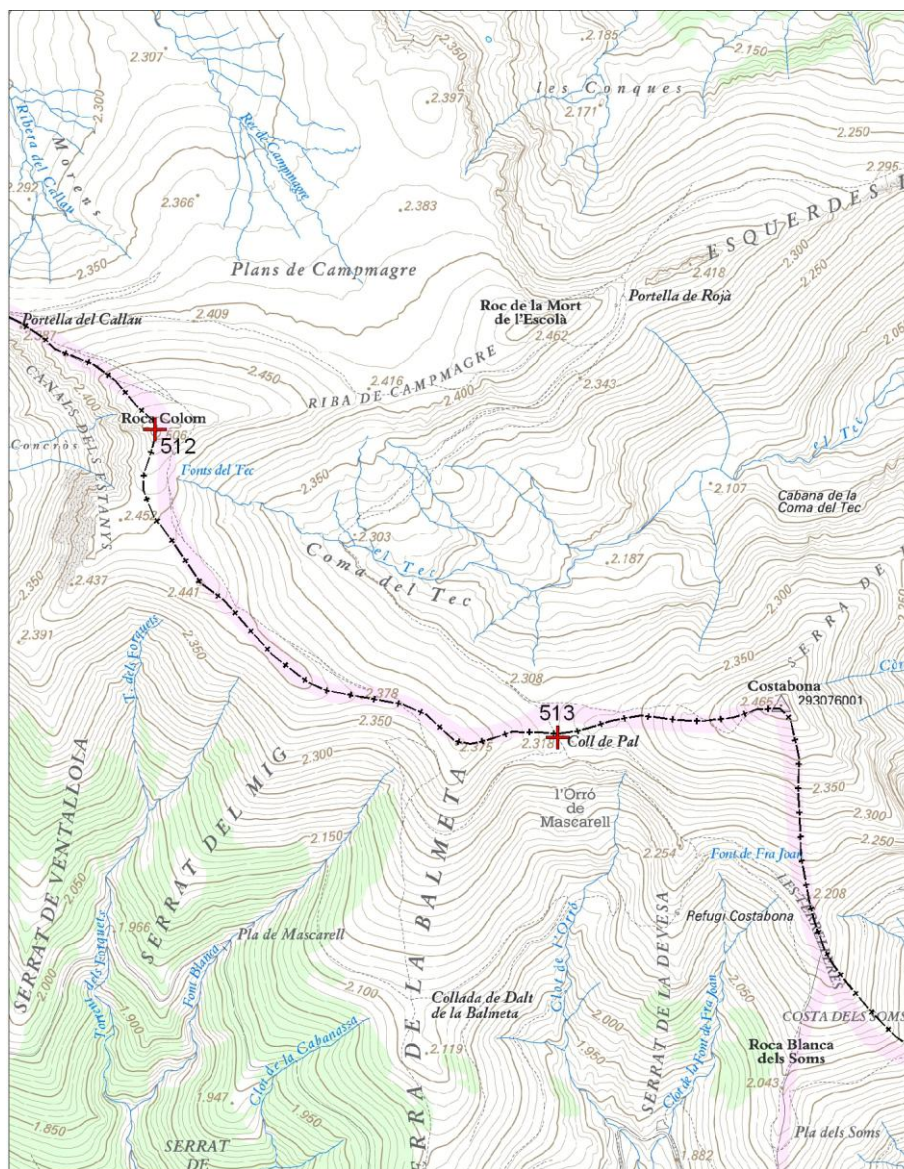 2.185
2.307
2.350
2.150
2.397
les Conques
2.171
2.300
Ribera del Callau
Morens
Rec de Campmagre
2.250
2.295
2.292
2.366
2.383
2.350
Plans de Campmagre
2.418
2.300
2.250
Portella de Rojà
Roc de la Mort
de l'Escolà
2.462
Portella del Callau
2.409
2.450
2.416
RIBA DE CAMPMAGRE
2.400
2.343
CANALS DELS ESTANYS
2.400
Roca Colom
512
Concròs
Fonts del Tec
el Tec
2.350
2.107
Cabana de la
Coma del Tec
2.452
2.303
el Tec
Coma del Tec
2.187
2.350
2.437
2.441
2.300
2.391
2.350
T. dels Forquets
2.350
2.308
2.378
2.350
513
Costabona
2.465
293076001
2.375
2.318
Coll de Pal
SERRAT DE VENTALLOLA
SERRAT DEL MIG
2.300
l'Orró
de
Mascarell
2.350
2.300
2.250
2.150
2.254
Font de Fra Joan
2.050
1.966
2.208
Refugi Costabona
Pla de Mascarell
Clot de l'Orró
SERRAT DE LA DEVESA
2.000
Torrent dels Forquets
Font Blanca
1.900
2.100
Collada de Dalt
de la Balmeta
2.050
2.000
Clot de la Font de Fra Joan
COSTA DELS SOMS
Clot de la Cabanassa
2.119
1.950
Roca Blanca
dels Soms
2.043
1.947
1.950
1.850
SERRAT
DE
1.882
Pla dels Soms